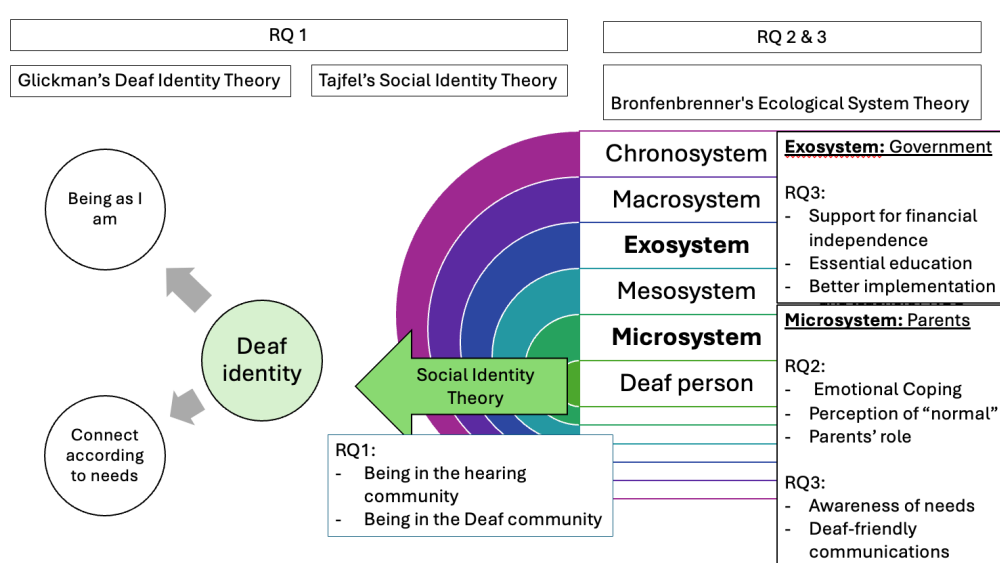 RQ 1
RQ 2 & 3
Glickman's Deaf Identity Theory
Tajfel's Social Identity Theory
Bronfenbrenner's Ecological System Theory
Being as I
am
Deaf
identity
Connect
according
to needs
Social Identity
Theory
RQ1:
- Being in the hearing
community
- Being in the Deaf community
Chronosystem
Macrosystem
Exosystem
Mesosystem
Microsystem
Deaf person
Exosystem: Government
RQ3:
- Support for financial
independence
- Essential education
- Better implementation
Microsystem: Parents
RQ2:
- Emotional Coping
- Perception of “normal”
- Parents’ role
RQ3:
- Awareness of needs
- Deaf-friendly
communications